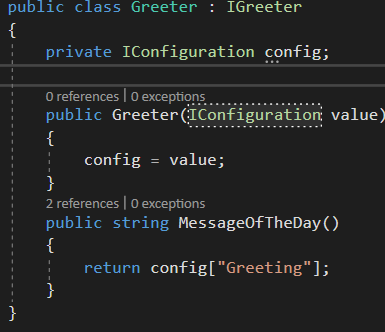 public class Greeter : IGreeter
{
private IConfiguration config;
0 references | 0 exceptions
public Greeter(IConfiguration value)
{
config = value;
}
2 references | 0 exceptions
public string MessageOfTheDay()
{
return config["Greeting"];
}
}